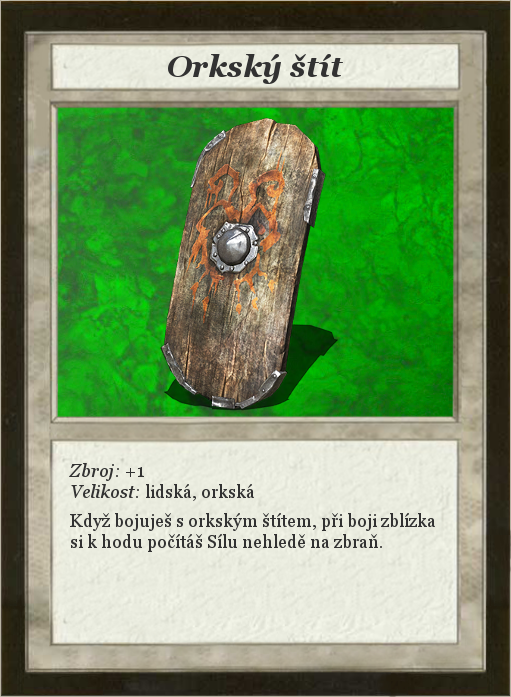 Orkský štít
Zbroj: +1
Velikost: lidská, orkská
Když bojuješ s orkským štítem, při boji zblízka
si k hodu počítáš Sílu nehledě na zbraň.